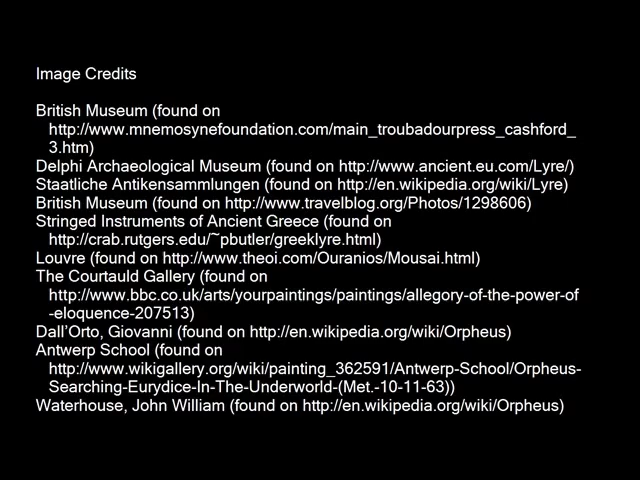 Image Credits
British Museum (found on
http://www.mnemosynefoundation.com/main_troubadourpress_cashford_
3.htm)
Delphi Archaeological Museum (found on http://www.ancient.eu.com/Lyre/)
Staatliche Antikensammlungen (found on http://en.wikipedia.org/wiki/Lyre)
British Museum (found on http://www.travelblog.org/Photos/1298606)
Stringed Instruments of Ancient Greece (found on
http://crab.rutgers.edu/~pbutler/greeklyre.html)
Louvre (found on http://www.theoi.com/Ouranios/Mousai.html)
The Courtauld Gallery (found on
http://www.bbc.co.uk/arts/yourpaintings/paintings/allegory-of-the-power-of
-eloquence-207513)
Dall’Orto, Giovanni (found on http://en.wikipedia.org/wiki/Orpheus)
Antwerp School (found on
http://www.wikigallery.org/wiki/painting_362591/Antwerp-School/Orpheus-
Searching-Eurydice-In-The-Underworld-(Met.-10-11-63))
Waterhouse, John William (found on http://en.wikipedia.org/wiki/Orpheus)